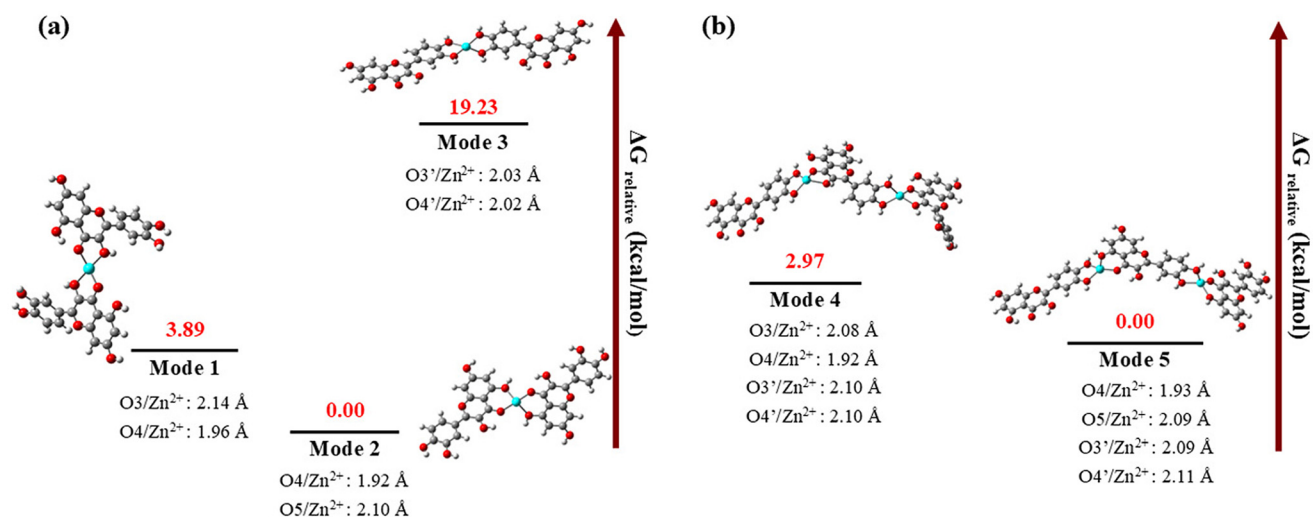 (a)
19.23
Mode 3
O3’/Zn²⁺ : 2.03 Å
O4’/Zn²⁺ : 2.02 Å
3.89
Mode 1
O3/Zn²⁺ : 2.14 Å
O4/Zn²⁺ : 1.96 Å
0.00
Mode 2
O4/Zn²⁺ : 1.92 Å
O5/Zn²⁺ : 2.10 Å
ΔG relative (kcal/mol)
(b)
2.97
Mode 4
O3/Zn²⁺ : 2.08 Å
O4/Zn²⁺ : 1.92 Å
O3’/Zn²⁺ : 2.10 Å
O4’/Zn²⁺ : 2.10 Å
0.00
Mode 5
O4/Zn²⁺ : 1.93 Å
O5/Zn²⁺ : 2.09 Å
O3’/Zn²⁺ : 2.09 Å
O4’/Zn²⁺ : 2.11 Å
ΔG relative (kcal/mol)